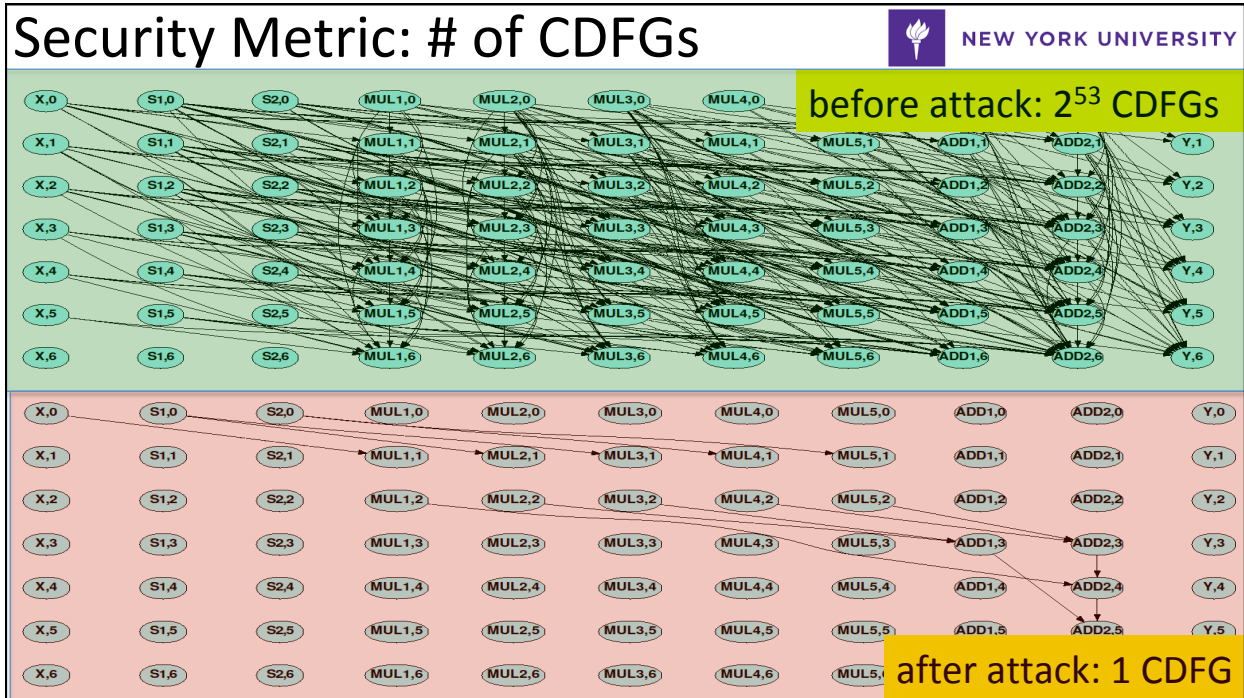 Security Metric: # of CDFGs
NEW YORK UNIVERSITY
before attack: 2⁵³ CDFGs
X,0 S1,0 S2,0 MUL1,0 MUL2,0 MUL3,0 MUL4,0
X,1 S1,1 S2,1 MUL1,1 MUL2,1 MUL3,1 MUL4,1 MUL5,1 ADD1,1 ADD2,1 Y,1
X,2 S1,2 S2,2 MUL1,2 MUL2,2 MUL3,2 MUL4,2 MUL5,2 ADD1,2 ADD2,2 Y,2
X,3 S1,3 S2,3 MUL1,3 MUL2,3 MUL3,3 MUL4,3 MUL5,3 ADD1,3 ADD2,3 Y,3
X,4 S1,4 S2,4 MUL1,4 MUL2,4 MUL3,4 MUL4,4 MUL5,4 ADD1,4 ADD2,4 Y,4
X,5 S1,5 S2,5 MUL1,5 MUL2,5 MUL3,5 MUL4,5 MUL5,5 ADD1,5 ADD2,5 Y,5
X,6 S1,6 S2,6 MUL1,6 MUL2,6 MUL3,6 MUL4,6 MUL5,6 ADD1,6 ADD2,6 Y,6
X,0 S1,0 S2,0 MUL1,0 MUL2,0 MUL3,0 MUL4,0 MUL5,0 ADD1,0 ADD2,0 Y,0
X,1 S1,1 S2,1 MUL1,1 MUL2,1 MUL3,1 MUL4,1 MUL5,1 ADD1,1 ADD2,1 Y,1
X,2 S1,2 S2,2 MUL1,2 MUL2,2 MUL3,2 MUL4,2 MUL5,2 ADD1,2 ADD2,2 Y,2
X,3 S1,3 S2,3 MUL1,3 MUL2,3 MUL3,3 MUL4,3 MUL5,3 ADD1,3 ADD2,3 Y,3
X,4 S1,4 S2,4 MUL1,4 MUL2,4 MUL3,4 MUL4,4 MUL5,4 ADD1,4 ADD2,4 Y,4
X,5 S1,5 S2,5 MUL1,5 MUL2,5 MUL3,5 MUL4,5 MUL5,5 ADD1,5 ADD2,5 Y,5
X,6 S1,6 S2,6 MUL1,6 MUL2,6 MUL3,6 MUL4,6
after attack: 1 CDFG